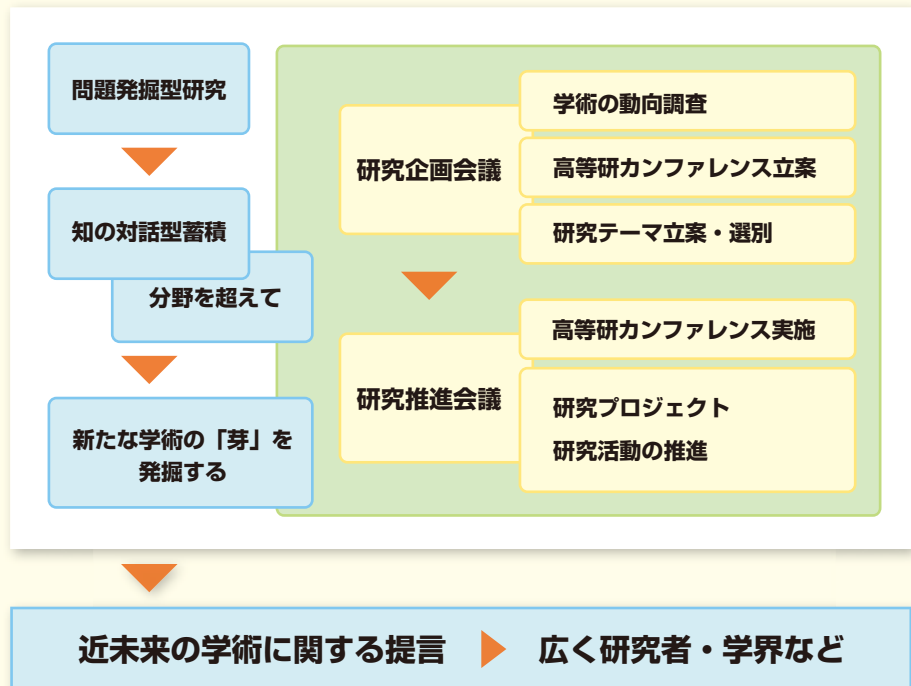 問題発掘型研究
知の対話型蓄積
分野を超えて
新たな学術の「芽」を
発掘する
研究企画会議
学術の動向調査
高等研カンファレンス立案
研究テーマ立案・選別
研究推進会議
高等研カンファレンス実施
研究プロジェクト
研究活動の推進
近未来の学術に関する提言
広く研究者・学界など